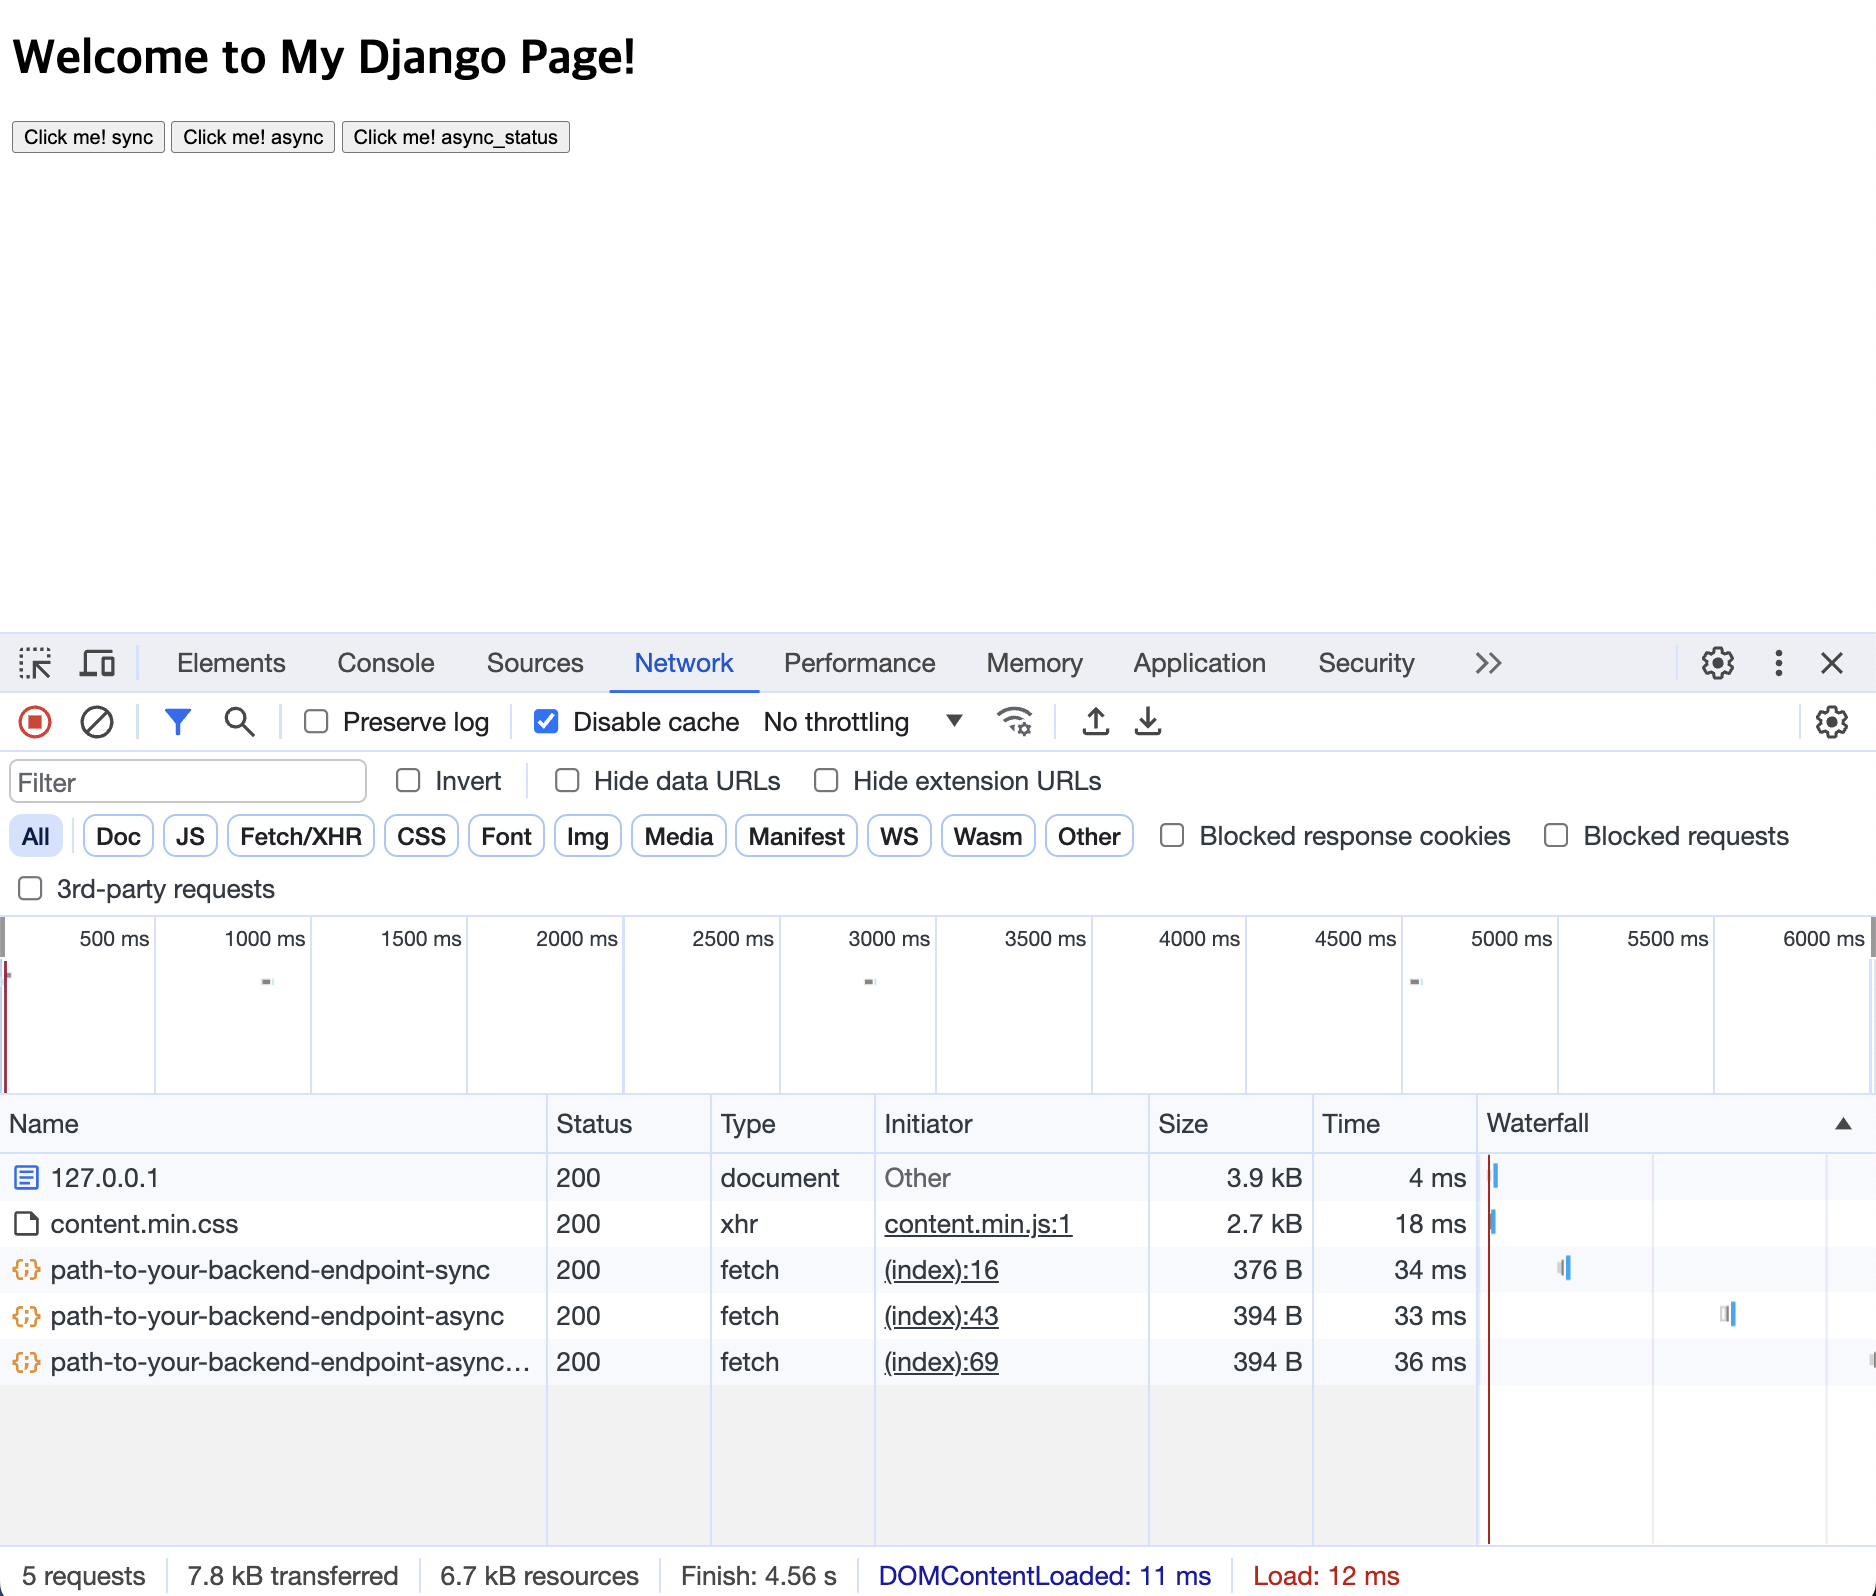 Welcome to My Django Page!
Click me! sync Click me! async Click me! async_status
Elements Console Sources Network Performance Memory Application Security
Preserve log Disable cache No throttling
Filter Invert Hide data URLs Hide extension URLs
All Doc JS Fetch/XHR CSS Font Img Media Manifest WS Wasm Other Blocked response cookies Blocked requests
3rd-party requests
500 ms 1000 ms 1500 ms 2000 ms 2500 ms 3000 ms 3500 ms 4000 ms 4500 ms 5000 ms 5500 ms 6000 ms
Name Status Type Initiator Size Time Waterfall
127.0.0.1 200 document Other 3.9 kB 4 ms
content.min.css 200 xhr content.min.js:1 2.7 kB 18 ms
path-to-your-backend-endpoint-sync 200 fetch (index):16 376 B 34 ms
path-to-your-backend-endpoint-async 200 fetch (index):43 394 B 33 ms
path-to-your-backend-endpoint-async… 200 fetch (index):69 394 B 36 ms
5 requests 7.8 kB transferred 6.7 kB resources Finish: 4.56 s DOMContentLoaded: 11 ms Load: 12 ms